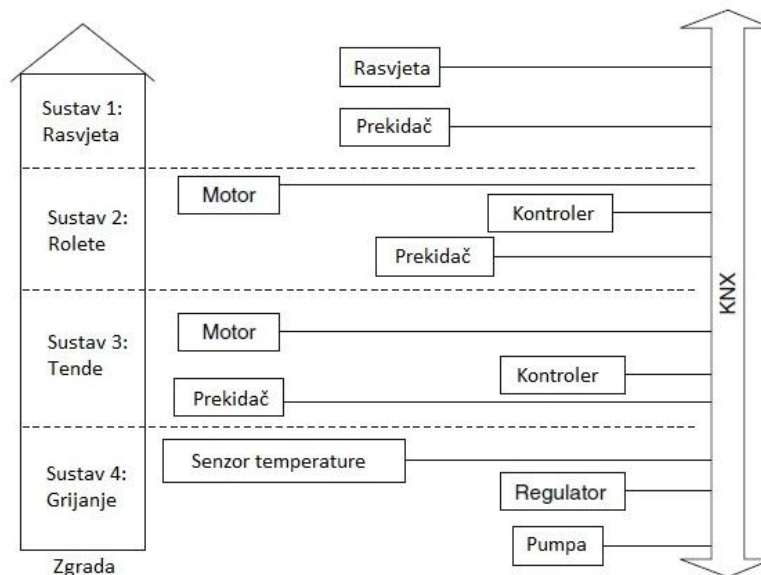 Sustav 1:
Rasvjeta
Rasvjeta
Prekidač
Sustav 2:
Rolete
Motor
Kontroler
Prekidač
Sustav 3:
Tende
Motor
Kontroler
Prekidač
Sustav 4:
Grijanje
Senzor temperature
Regulator
Pumpa
Zgrada
KNX